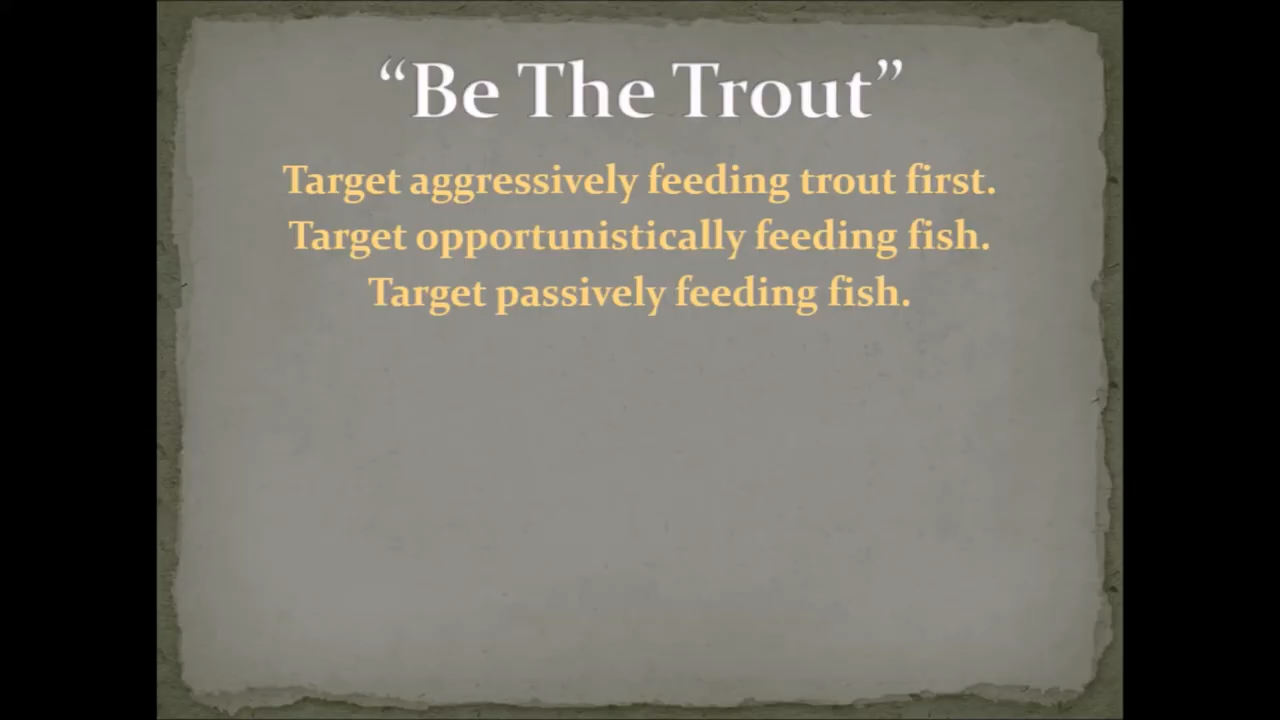 “Be The Trout”
Target aggressively feeding trout first.
Target opportunistically feeding fish.
Target passively feeding fish.